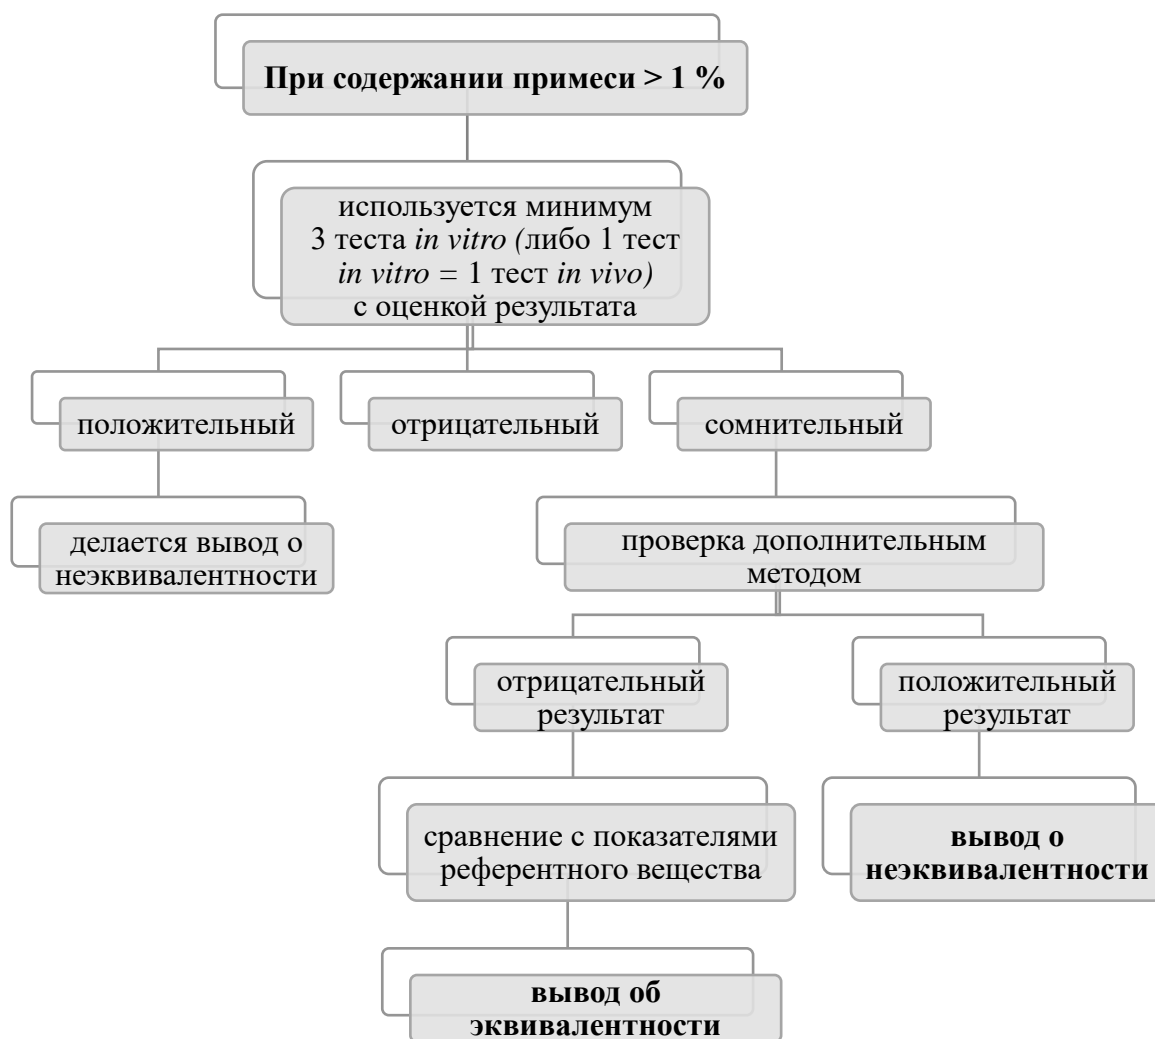 При содержании примеси > 1 %
используется минимум
3 теста in vitro (либо 1 тест
in vitro = 1 тест in vivo)
с оценкой результата
положительный
отрицательный
сомнительный
делается вывод о
неэквивалентности
проверка дополнительным
методом
отрицательный
результат
положительный
результат
сравнение с показателями
референтного вещества
вывод о
неэквивалентности
вывод об
эквивалентности